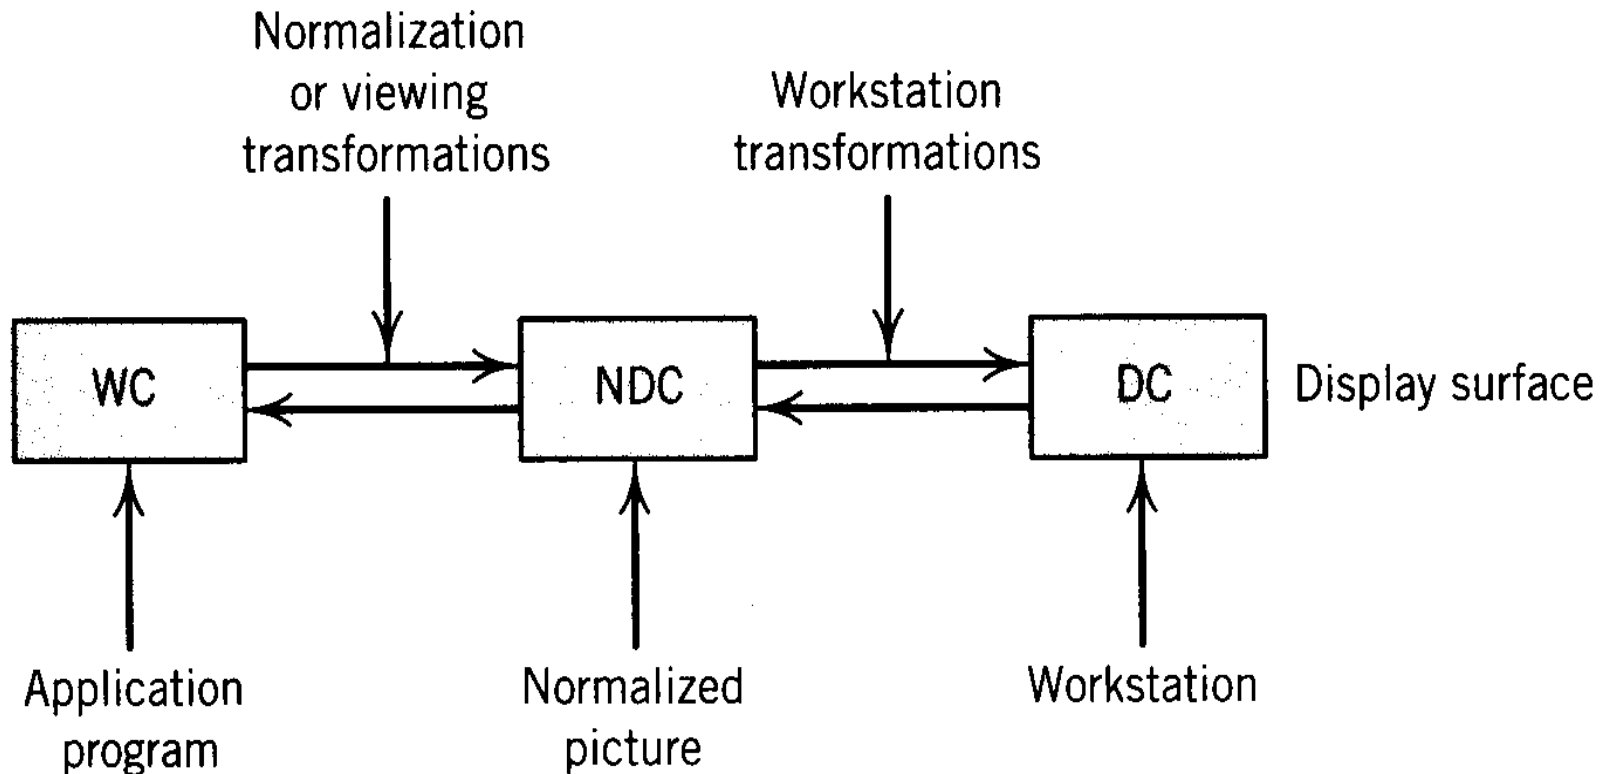 Normalization
or viewing
transformations
Workstation
transformations
WC
NDC
DC
Display surface
Application
program
Normalized
picture
Workstation